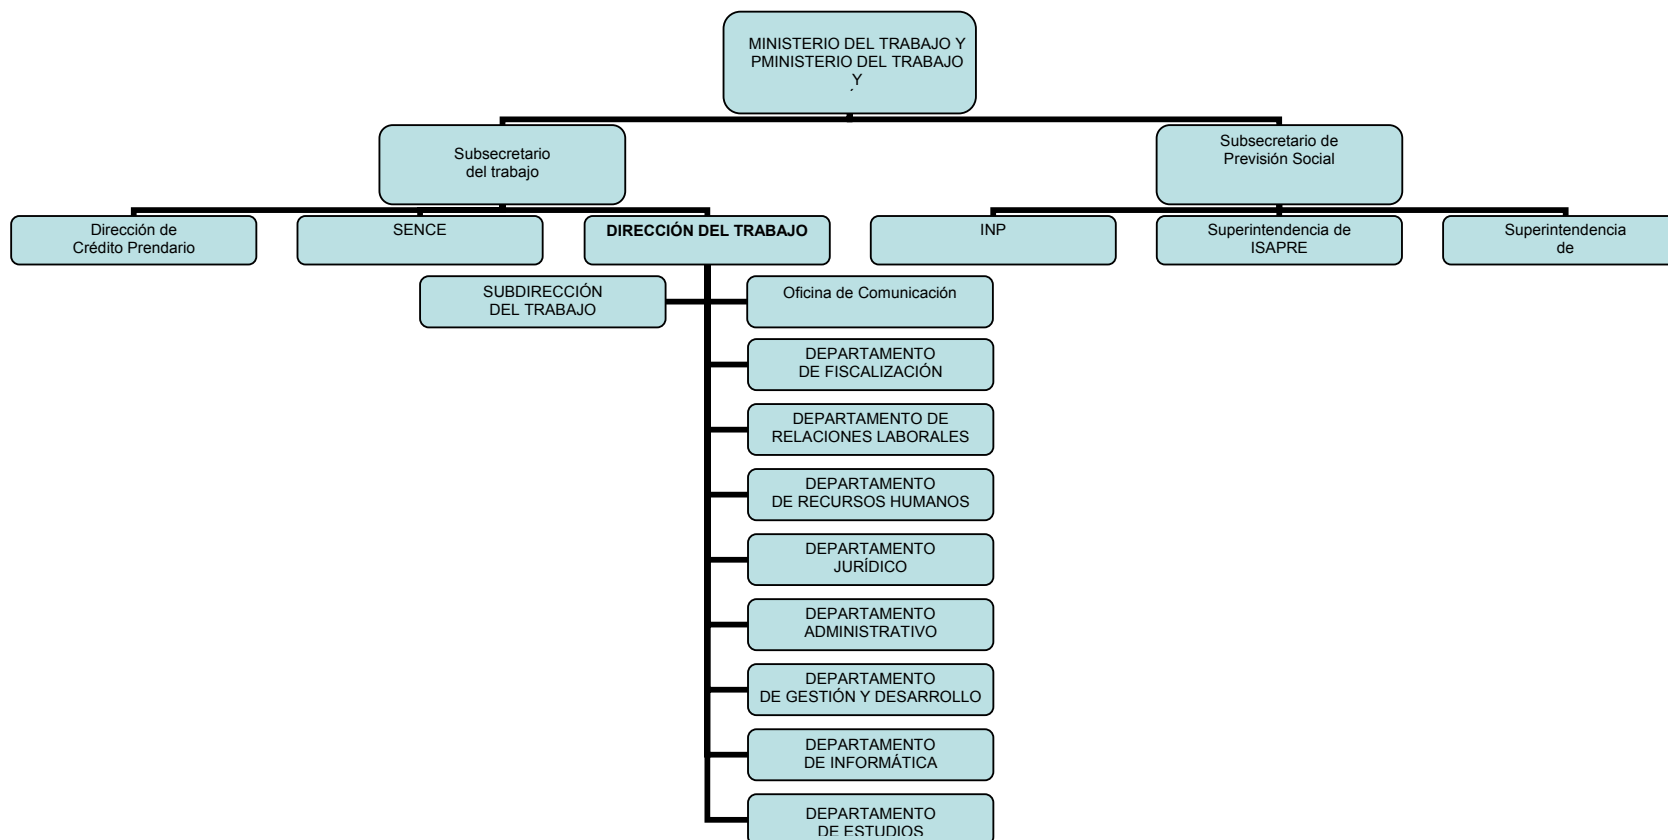 MINISTERIO DEL TRABAJO Y
PMINISTERIO DEL TRABAJO
Y
Subsecretario
del trabajo
Subsecretario de
Previsión Social
Dirección de
Crédito Prendario
SENCE
DIRECCIÓN DEL TRABAJO
INP
Superintendencia de
ISAPRE
Superintendencia
de
SUBDIRECCIÓN
DEL TRABAJO
Oficina de Comunicación
DEPARTAMENTO
DE FISCALIZACIÓN
DEPARTAMENTO DE
RELACIONES LABORALES
DEPARTAMENTO
DE RECURSOS HUMANOS
DEPARTAMENTO
JURÍDICO
DEPARTAMENTO
ADMINISTRATIVO
DEPARTAMENTO
DE GESTIÓN Y DESARROLLO
DEPARTAMENTO
DE INFORMÁTICA
DEPARTAMENTO
DE ESTUDIOS